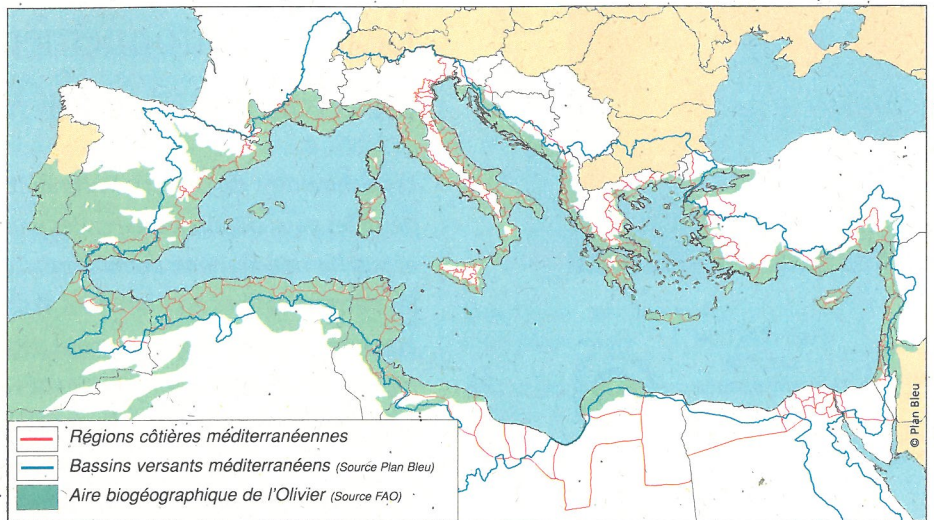 © Plan Bleu
Régions côtières méditerranéennes
Bassins versants méditerranéens (Source Plan Bleu)
Aire biogéographique de l'Olivier (Source FAO)